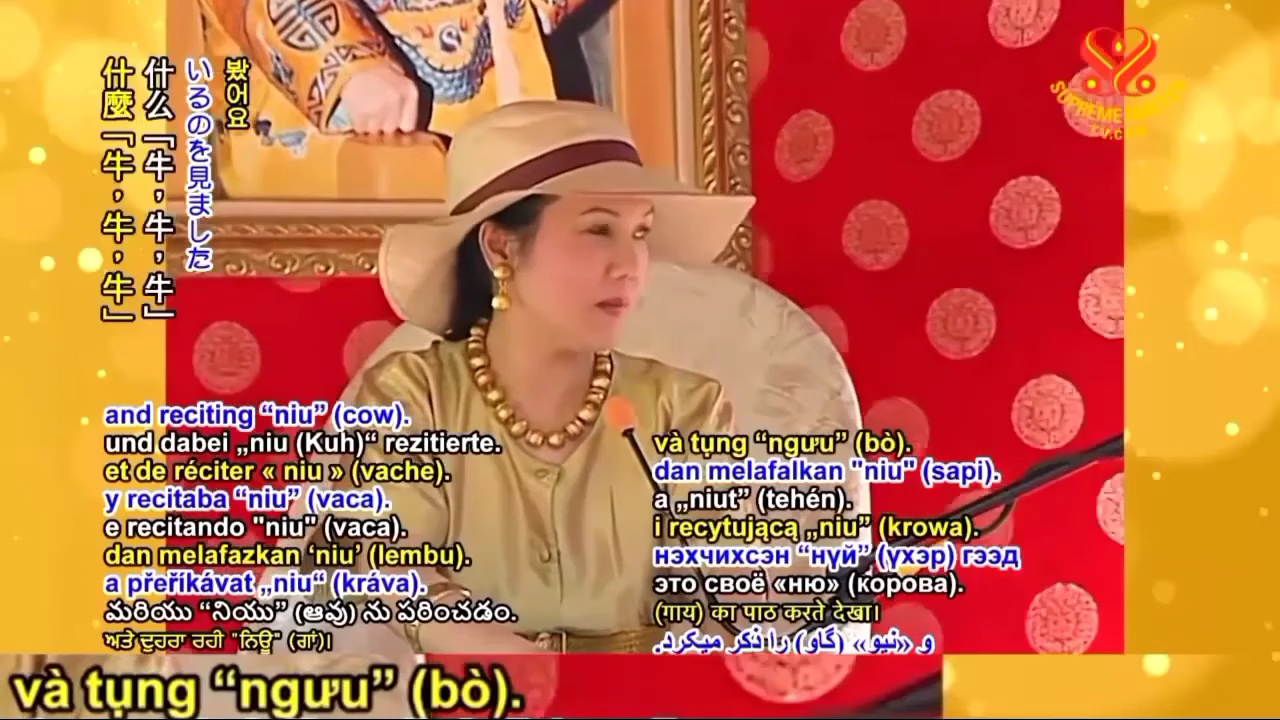 봤어요
いるのを見ました
什么「牛，牛，牛」
什麼「牛，牛，牛」
SUPREME
TV.C
and reciting “niu” (cow).
und dabei „niu (Kuh)“ rezitierte.
et de réciter « niu » (vache).
y recitaba “niu” (vaca).
e recitando "niu" (vaca).
dan melafazkan ‘niu’ (lembu).
a přeříkávat „niu“ (kráva).
మరియు “నియు” (ఆవు) ను పఠించడం.
ਅਤੇ ਦੁਹਰਾ ਰਹੀ "ਨਿਊ" (ਗਾਂ)।
và tụng “ngưu” (bò).
dan melafalkan "niu" (sapi).
a „niut” (tehén).
i recytującą „niu” (krowa).
нэхчихсэн “нүй” (үхэр) гээд
это своё «ню» (корова).
(गाय) का पाठ करते देखा।
و «نیو» (گاو) را ذکر میکرد.
và tụng “ngưu” (bò).